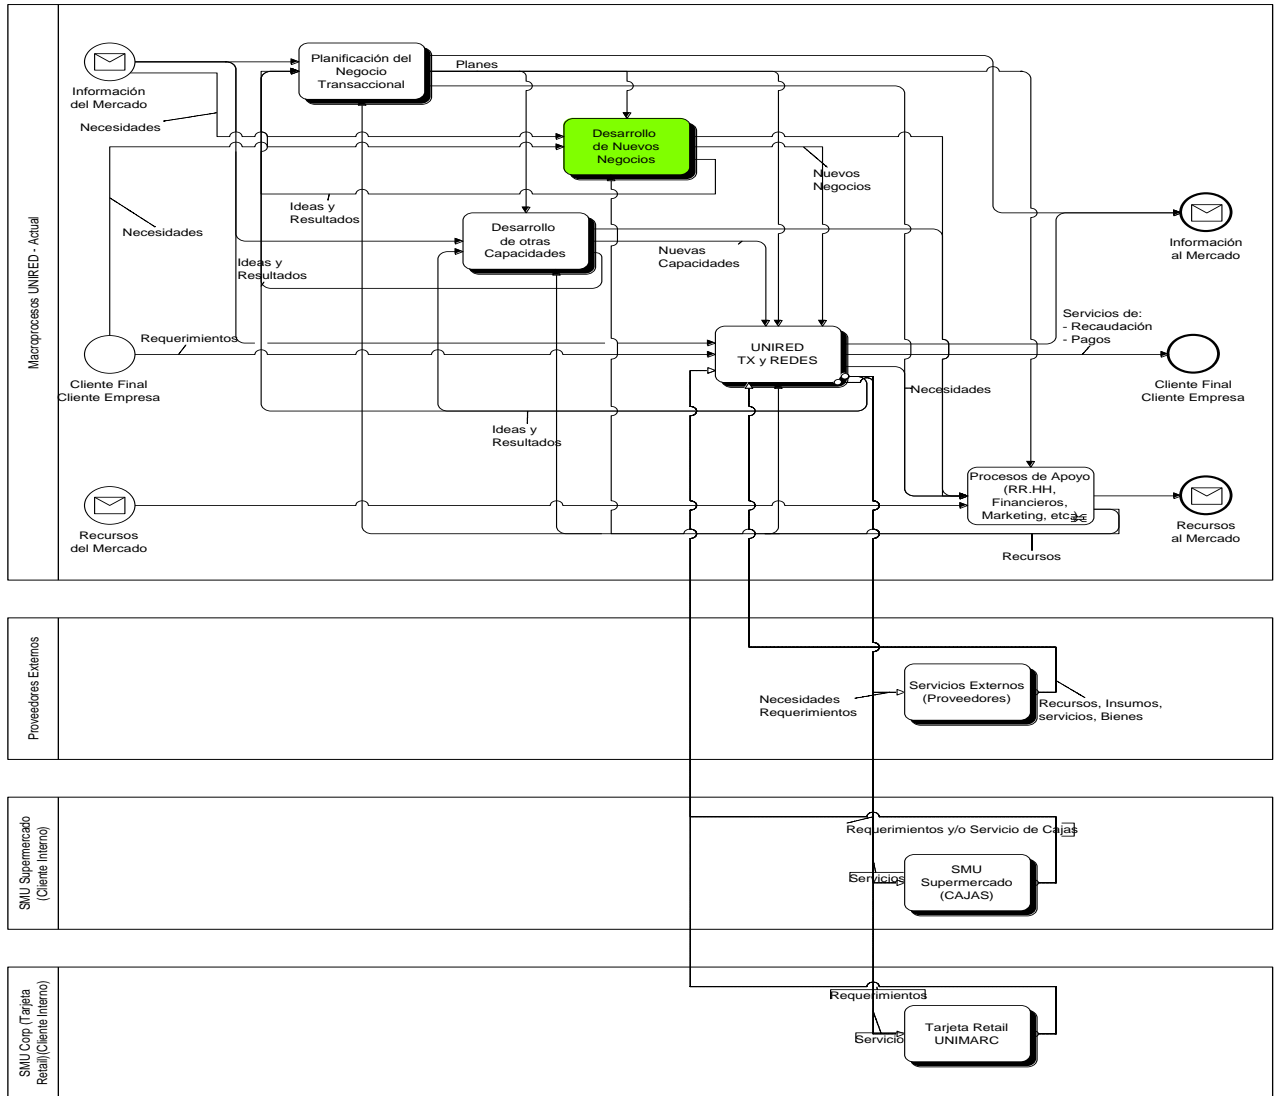 Macroprocesos UNIRED - Actual
Información
del Mercado
Necesidades
Planificación del
Negocio
Transaccional
Planes
Desarrollo
de Nuevos
Negocios
Nuevos
Negocios
Ideas y
Resultados
Necesidades
Desarrollo
de otras
Capacidades
Nuevas
Capacidades
Ideas y
Resultados
Información
al Mercado
Requerimientos
Cliente Final
Cliente Empresa
UNIRED
TX y REDES
Servicios de:
- Recaudación
- Pagos
Cliente Final
Cliente Empresa
Necesidades
Ideas y
Resultados
Recursos
del Mercado
Procesos de Apoyo
(RR.HH,
Financieros,
Marketing, etc.)
Recursos
al Mercado
Recursos
Proveedores Externos
Necesidades
Requerimientos
Servicios Externos
(Proveedores)
Recursos, Insumos,
servicios, Bienes
SMU Supermercado
(Cliente Interno)
Requerimientos y/o Servicio de Cajas
Servicios
SMU
Supermercado
(CAJAS)
SMU Corp (Tarjeta
Retail)(Cliente Interno)
Requerimientos
Servicio
Tarjeta Retail
UNIMARC